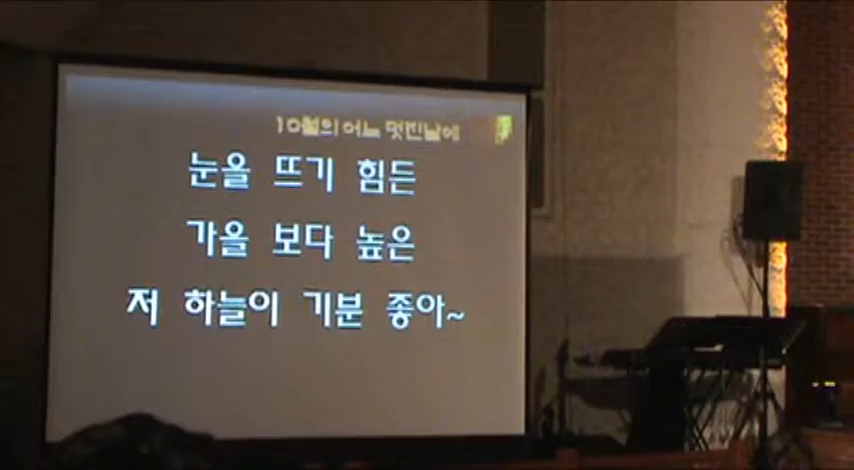 10월의 어느 멋진날에
눈을 뜨기 힘든
가을 보다 높은
저 하늘이 기분 좋아~